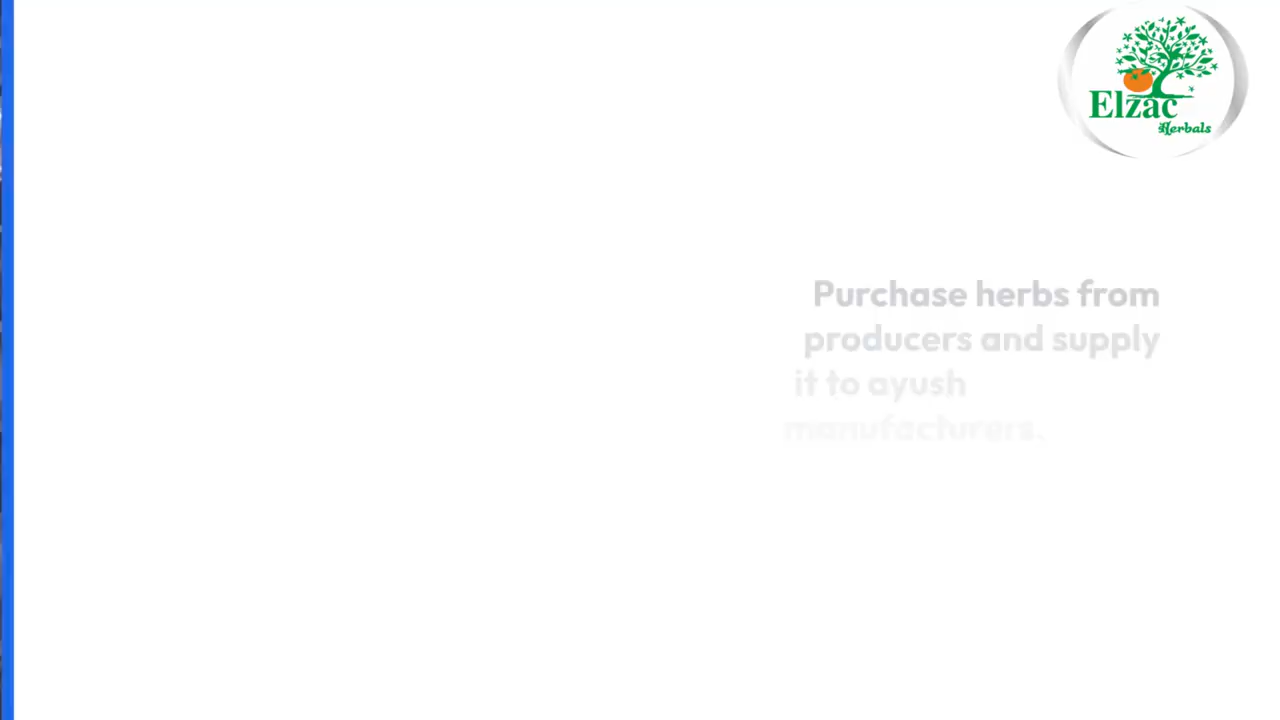 Elzac
Herbals
Purchase herbs from
producers and supply
it to ayush
manufacturers.